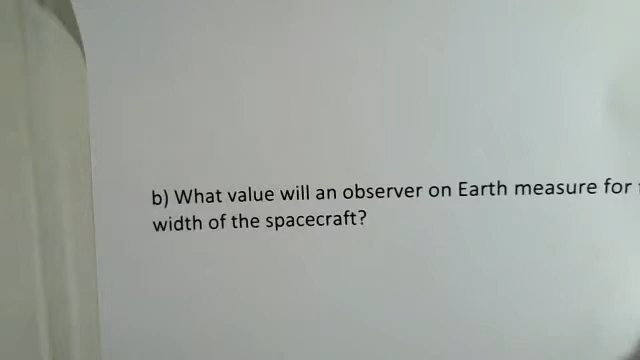 b) What value will an observer on Earth measure for
width of the spacecraft?